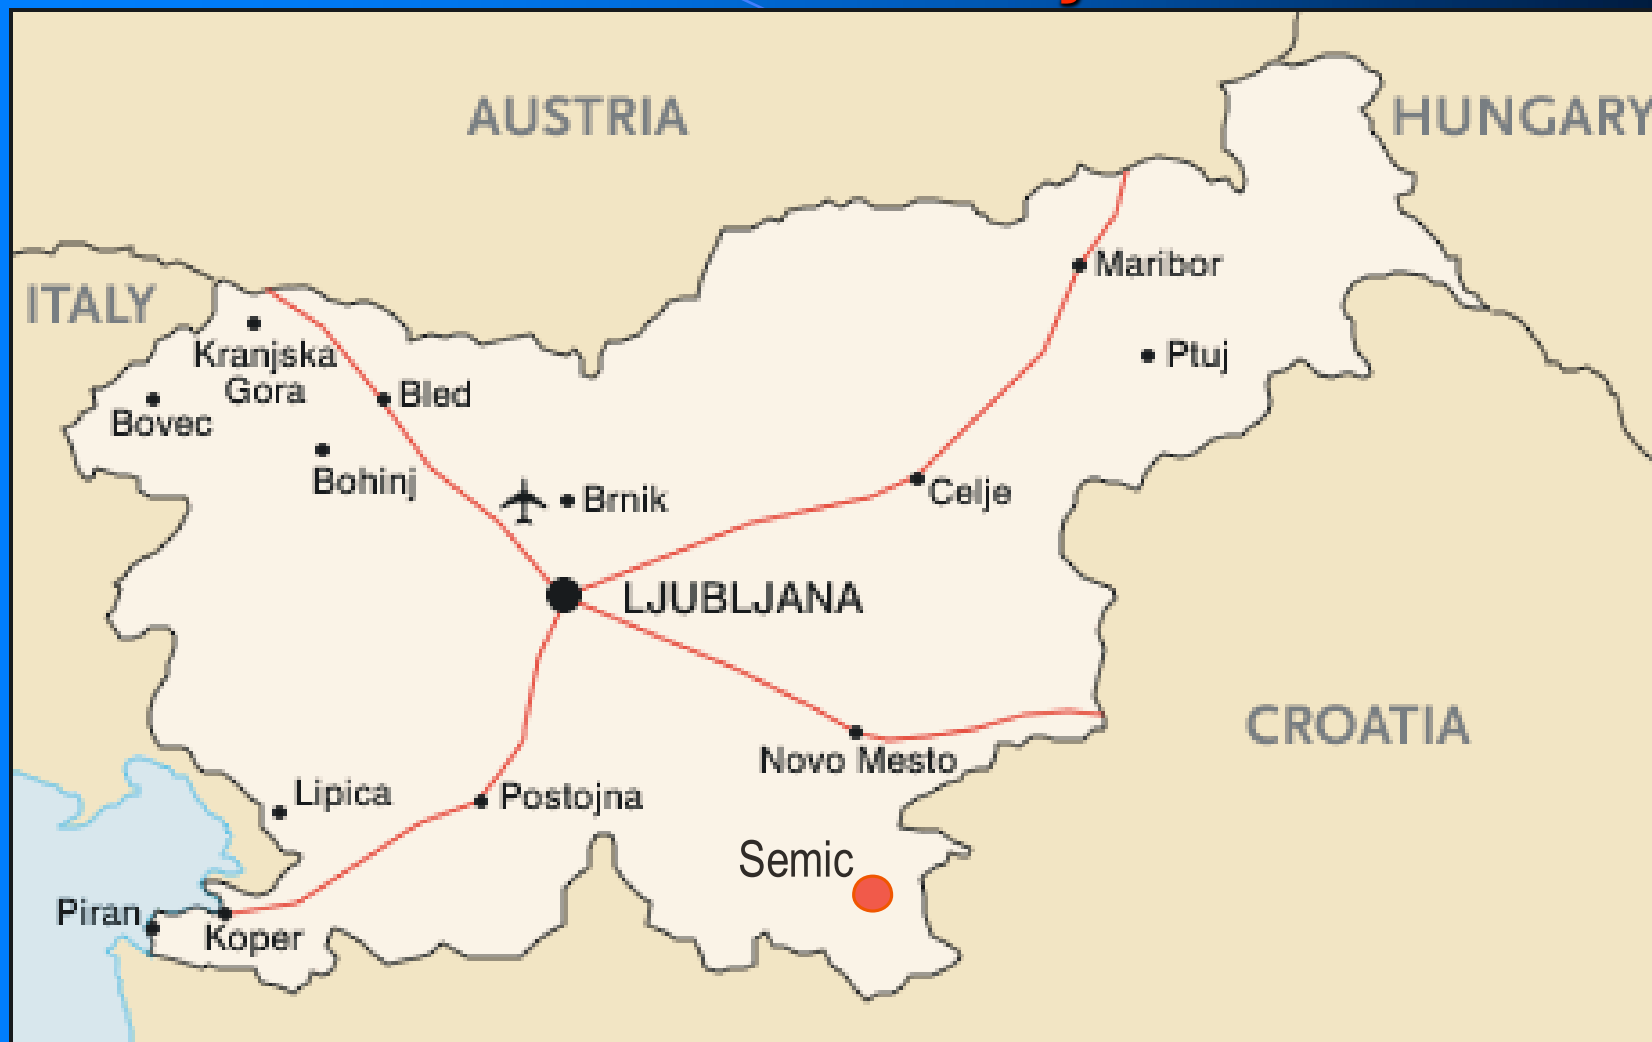 AUSTRIA
HUNGARY
ITALY
Maribor
Kranjska
Gora
Ptuj
Bled
Bovec
Bohinj
Celje
Brnik
LJUBLJANA
CROATIA
Novo Mesto
Lipica
Postojna
Semic
Piran
Koper